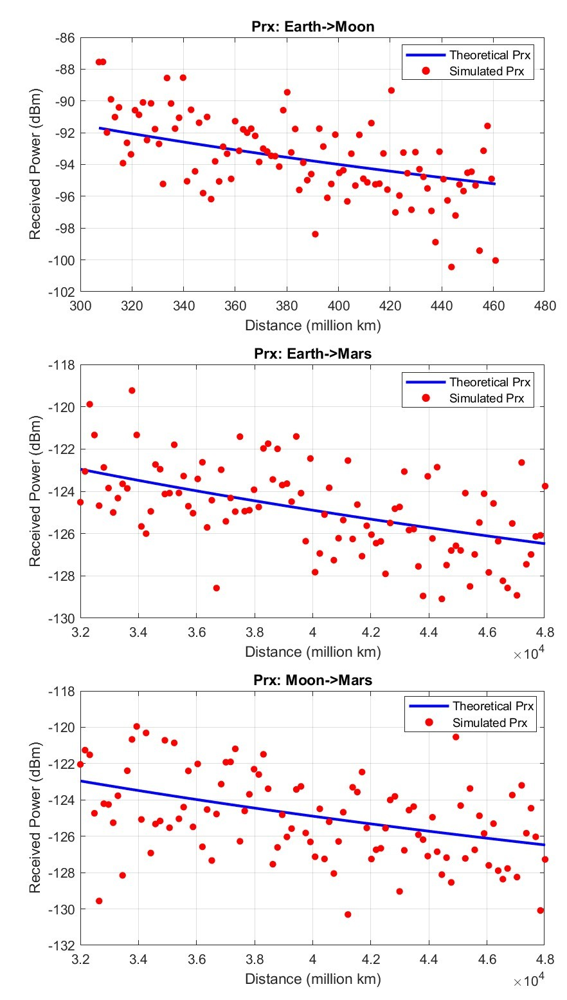 Prx: Earth->Moon
Received Power (dBm)
-86
-88
-90
-92
-94
-96
-98
-100
-102
Theoretical Prx
Simulated Prx
300 320 340 360 380 400 420 440 460 480
Distance (million km)
Prx: Earth->Mars
Received Power (dBm)
-118
-120
-122
-124
-126
-128
-130
Theoretical Prx
Simulated Prx
3.2 3.4 3.6 3.8 4 4.2 4.4 4.6 4.8
Distance (million km)
×10^4
Prx: Moon->Mars
Received Power (dBm)
-118
-120
-122
-124
-126
-128
-130
-132
Theoretical Prx
Simulated Prx
3.2 3.4 3.6 3.8 4 4.2 4.4 4.6 4.8
Distance (million km)
×10^4